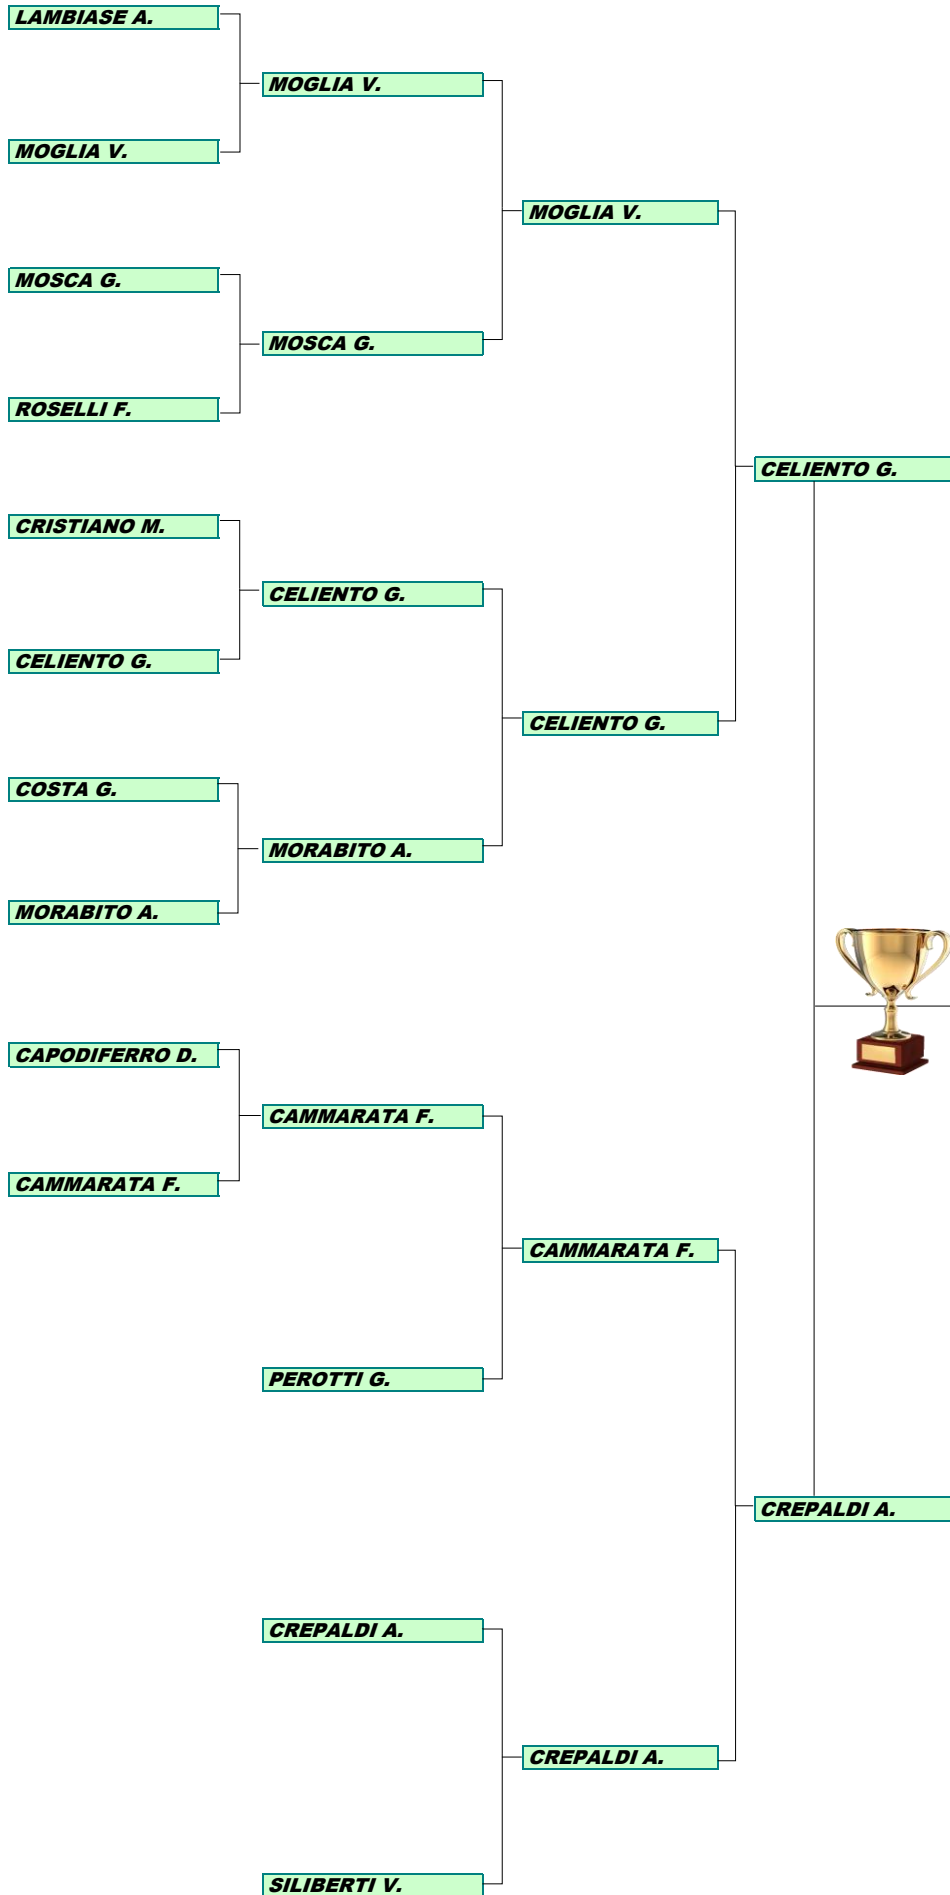 LAMBIASE A.
MOGLIA V.
MOGLIA V.
MOGLIA V.
MOSCA G.
MOSCA G.
ROSELLI F.
CELIENTO G.
CRISTIANO M.
CELIENTO G.
CELIENTO G.
CELIENTO G.
COSTA G.
MORABITO A.
MORABITO A.
CAPODIFERRO D.
CAMMARATA F.
CAMMARATA F.
CAMMARATA F.
PEROTTI G.
CREPALDI A.
CREPALDI A.
CREPALDI A.
SILIBERTI V.